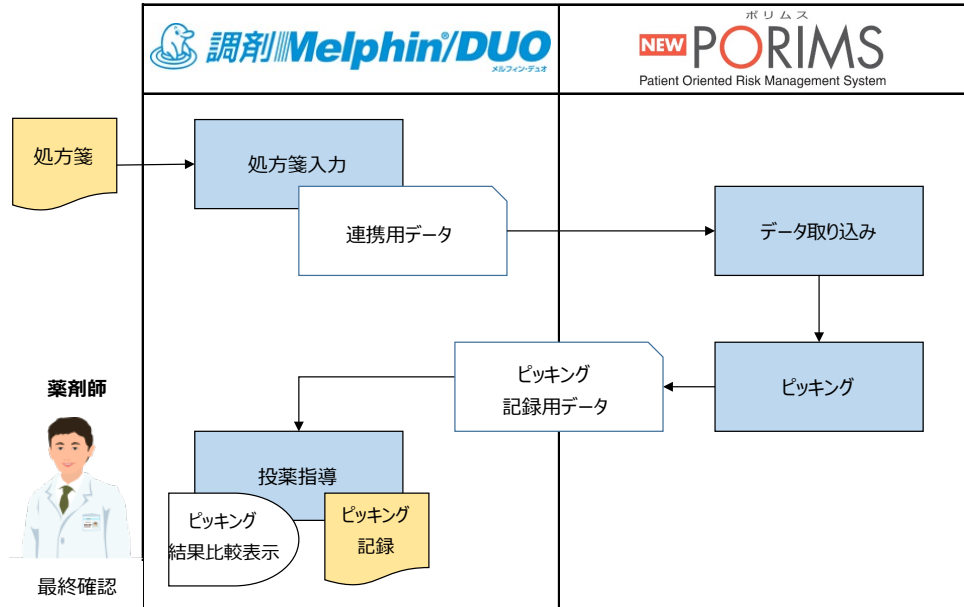 調剤Melphin®/DUO
メルフィン・デュオ
ポリムス
NEW PORIMS
Patient Oriented Risk Management System
処方箋
処方箋入力
連携用データ
データ取り込み
ピッキング
記録用データ
ピッキング
薬剤師
投薬指導
ピッキング
結果比較表示
ピッキング
記録
最終確認